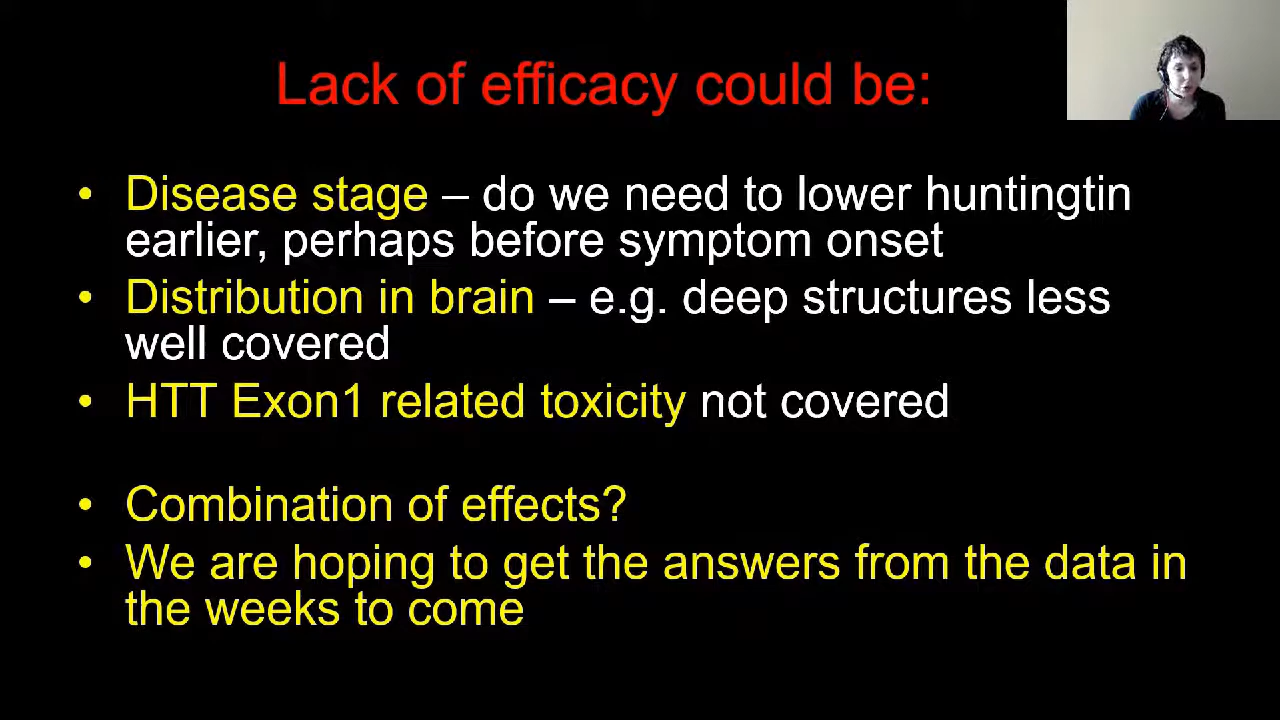 Lack of efficacy could be:
• Disease stage – do we need to lower huntingtin
earlier, perhaps before symptom onset
• Distribution in brain – e.g. deep structures less
well covered
• HTT Exon1 related toxicity not covered
• Combination of effects?
• We are hoping to get the answers from the data in
the weeks to come